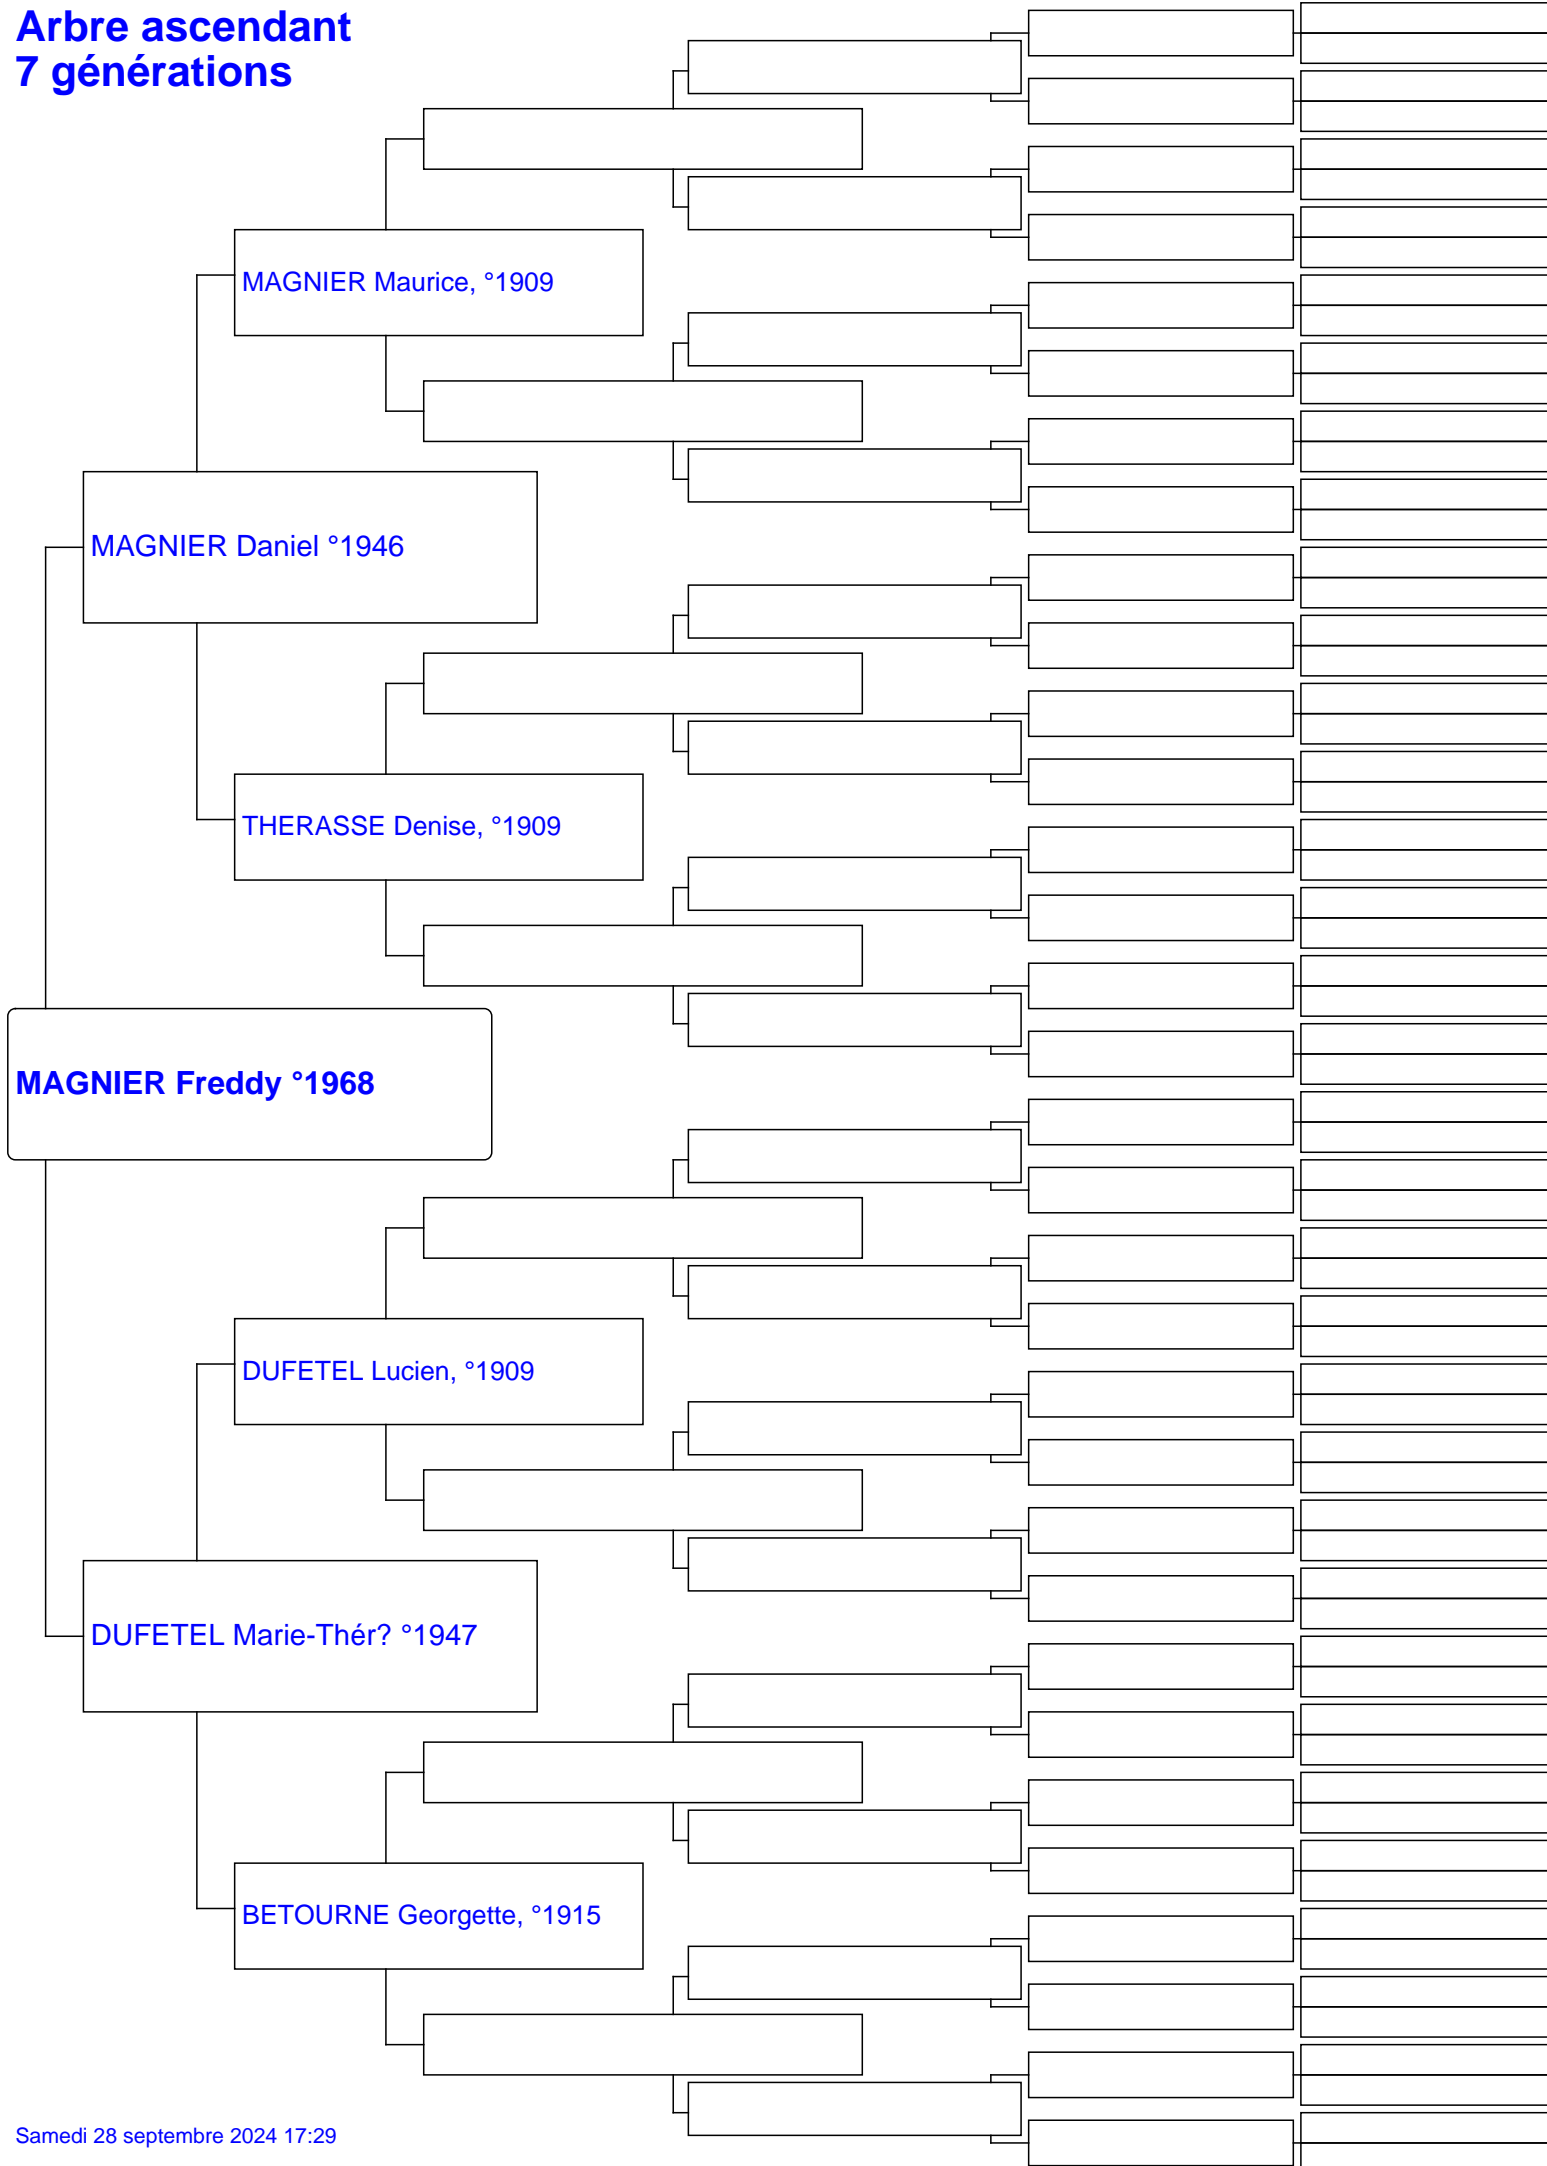 Arbre ascendant
7 générations
MAGNIER Maurice, °1909
MAGNIER Daniel °1946
THERASSE Denise, °1909
MAGNIER Freddy °1968
DUFETEL Lucien, °1909
DUFETEL Marie-Thér? °1947
BETOURNE Georgette, °1915
Samedi 28 septembre 2024 17:29